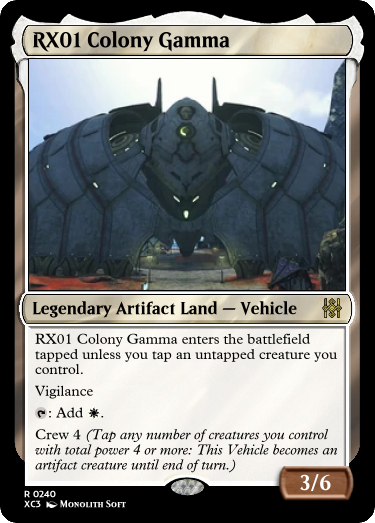 RX01 Colony Gamma
Legendary Artifact Land — Vehicle
RX01 Colony Gamma enters the battlefield
tapped unless you tap an untapped creature you
control.
Vigilance
: Add .
Crew 4 (Tap any number of creatures you control
with total power 4 or more: This Vehicle becomes an
artifact creature until end of turn.)
3/6
R 0240
XC3 Monolith Soft